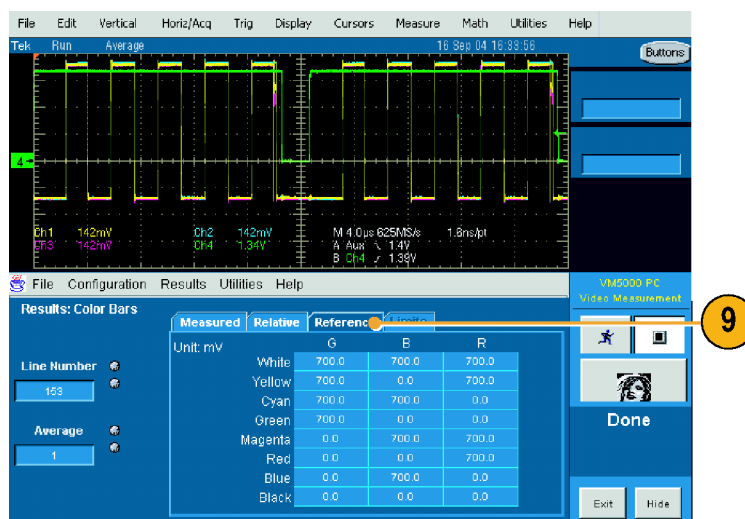 File Edit Vertical Horiz/Acq Trig Display Cursors Measure Math Utilities Help
Tek Run Average 16 Sep 04 16:33:56 Buttons
4
Ch1 142mV Ch2 142mV M 4.0µs 625MS/s 1.6ns/pt
Ch3 142mV Ch4 1.34V A Aux 1.4V
B Ch4 1.39V
File Configuration Results Utilities Help
VM5000 PC
Video Measurement
Results: Color Bars
Measured Relative Reference Limits
9
Unit: mV G B R
White 700.0 700.0 700.0
Line Number
Yellow 700.0 0.0 700.0
153
Cyan 700.0 700.0 0.0
Green 700.0 0.0 0.0
Done
Average
Magenta 0.0 700.0 700.0
1
Red 0.0 0.0 700.0
Blue 0.0 700.0 0.0
Black 0.0 0.0 0.0
Exit Hide